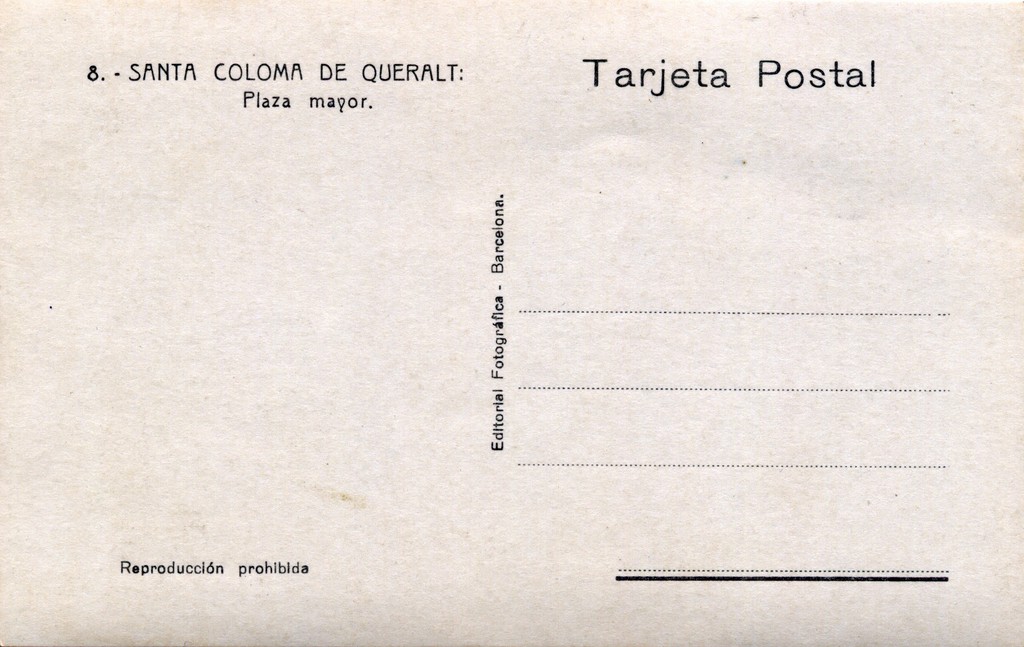 8. - SANTA COLOMA DE QUERALT:
Plaza mayor.
Tarjeta Postal
Editorial Fotográfica - Barcelona.
Reproducción prohibida